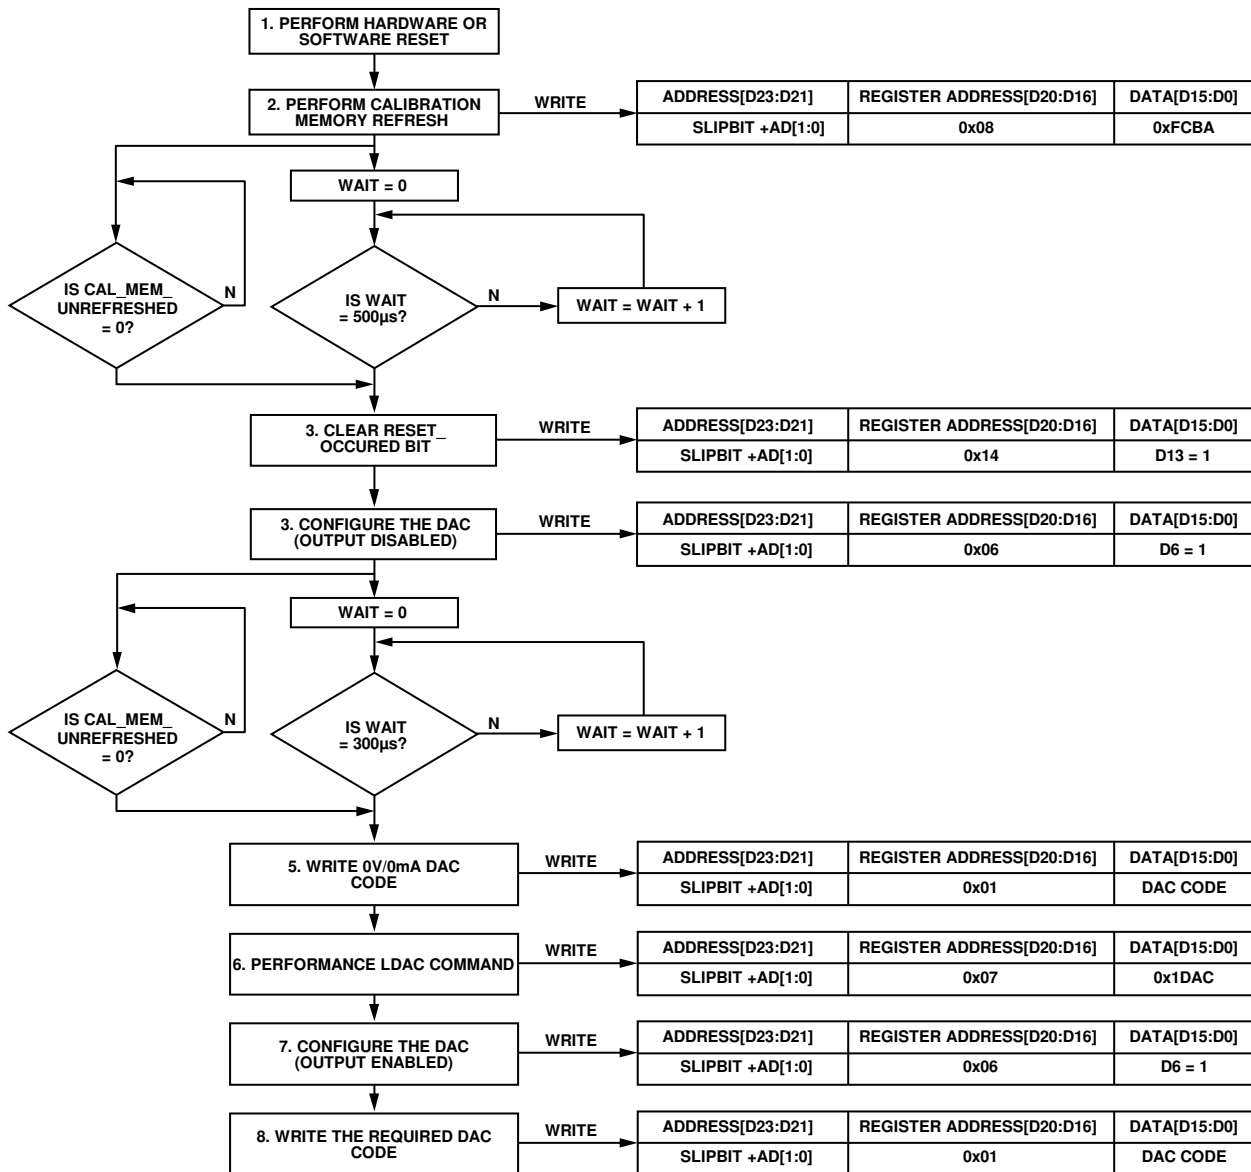 1. PERFORM HARDWARE OR
SOFTWARE RESET
2. PERFORM CALIBRATION
MEMORY REFRESH
WRITE
ADDRESS[D23:D21] REGISTER ADDRESS[D20:D16] DATA[D15:D0]
SLIPBIT +AD[1:0] 0x08 0xFCBA
WAIT = 0
IS CAL_MEM_
UNREFRESHED
= 0?
N
IS WAIT
= 500µs?
N
WAIT = WAIT + 1
3. CLEAR RESET_
OCCURED BIT
WRITE
ADDRESS[D23:D21] REGISTER ADDRESS[D20:D16] DATA[D15:D0]
SLIPBIT +AD[1:0] 0x14 D13 = 1
3. CONFIGURE THE DAC
(OUTPUT DISABLED)
WRITE
ADDRESS[D23:D21] REGISTER ADDRESS[D20:D16] DATA[D15:D0]
SLIPBIT +AD[1:0] 0x06 D6 = 1
WAIT = 0
IS CAL_MEM_
UNREFRESHED
= 0?
N
IS WAIT
= 300µs?
N
WAIT = WAIT + 1
5. WRITE 0V/0mA DAC
CODE
WRITE
ADDRESS[D23:D21] REGISTER ADDRESS[D20:D16] DATA[D15:D0]
SLIPBIT +AD[1:0] 0x01 DAC CODE
6. PERFORMANCE LDAC COMMAND
WRITE
ADDRESS[D23:D21] REGISTER ADDRESS[D20:D16] DATA[D15:D0]
SLIPBIT +AD[1:0] 0x07 0x1DAC
7. CONFIGURE THE DAC
(OUTPUT ENABLED)
WRITE
ADDRESS[D23:D21] REGISTER ADDRESS[D20:D16] DATA[D15:D0]
SLIPBIT +AD[1:0] 0x06 D6 = 1
8. WRITE THE REQUIRED DAC
CODE
WRITE
ADDRESS[D23:D21] REGISTER ADDRESS[D20:D16] DATA[D15:D0]
SLIPBIT +AD[1:0] 0x01 DAC CODE